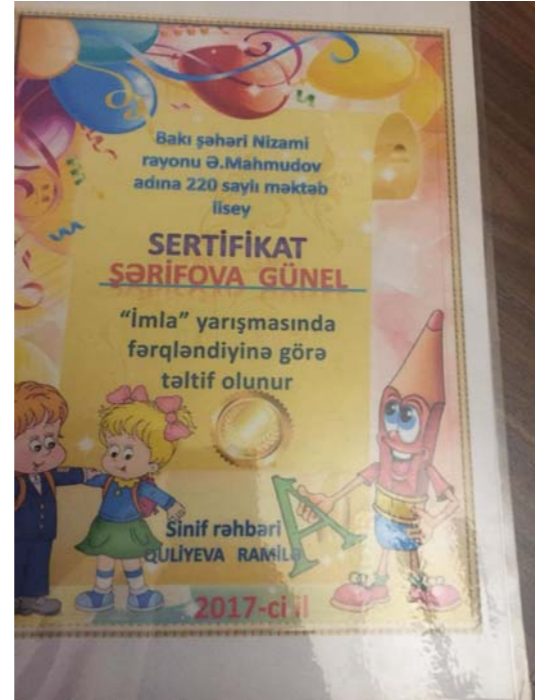 Bakı şəhəri Nizami
rayonu Ə.Mahmudov
adına 220 saylı məktəb
lisey
SERTİFİKAT
ŞƏRİFOVA GÜNEL
“İmla” yarışmasında
fərqləndiyinə görə
təltif olunur
A
Sinif rəhbəri
QULİYEVA RAMİLƏ
2017-ci il